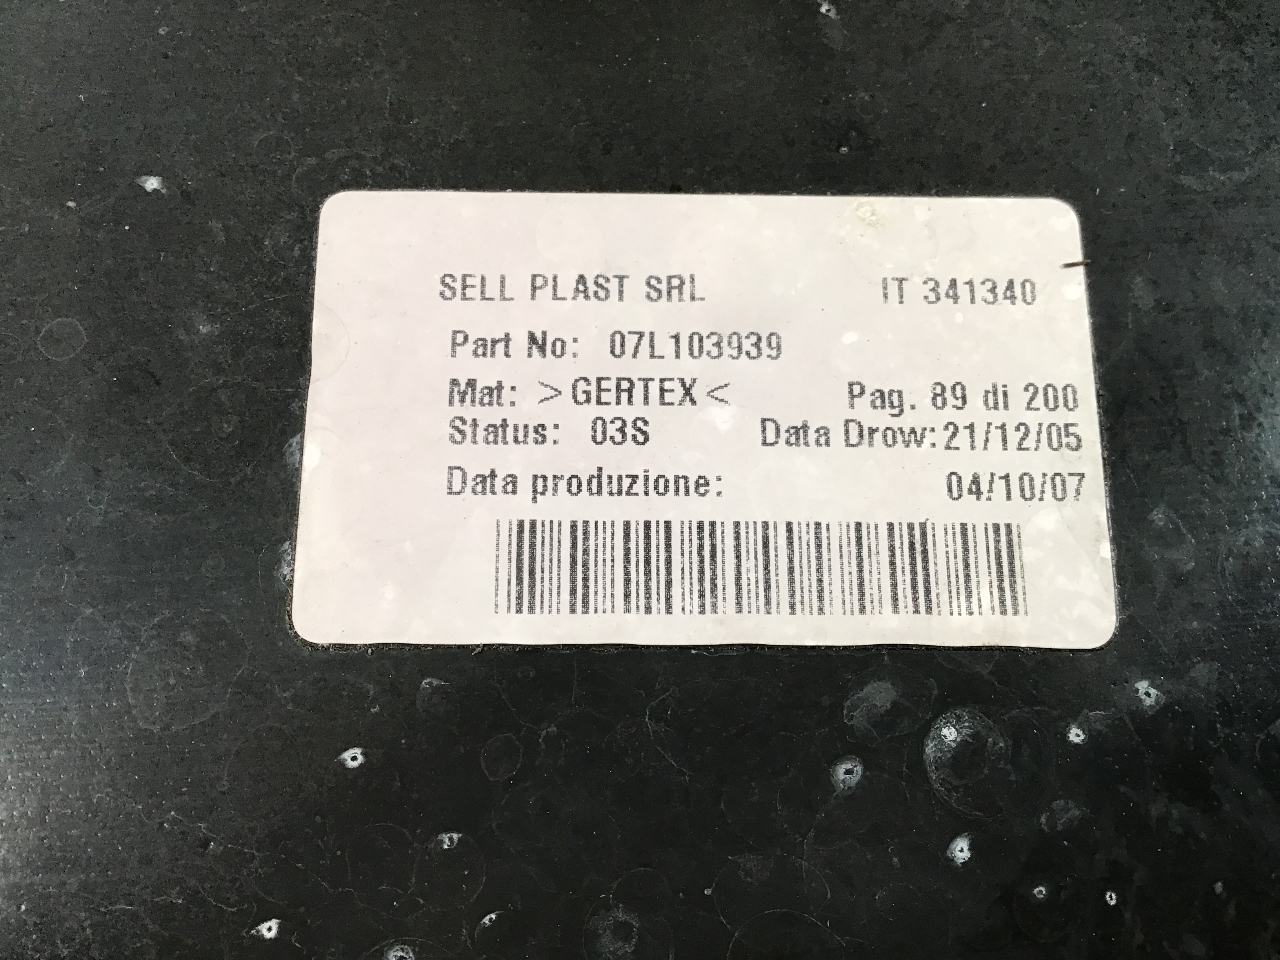 SELL PLAST SRL IT 341340
Part No: 07L103939
Mat: >GERTEX< Pag. 89 di 200
Status: 03S Data Drow:21/12/05
Data produzione: 04/10/07